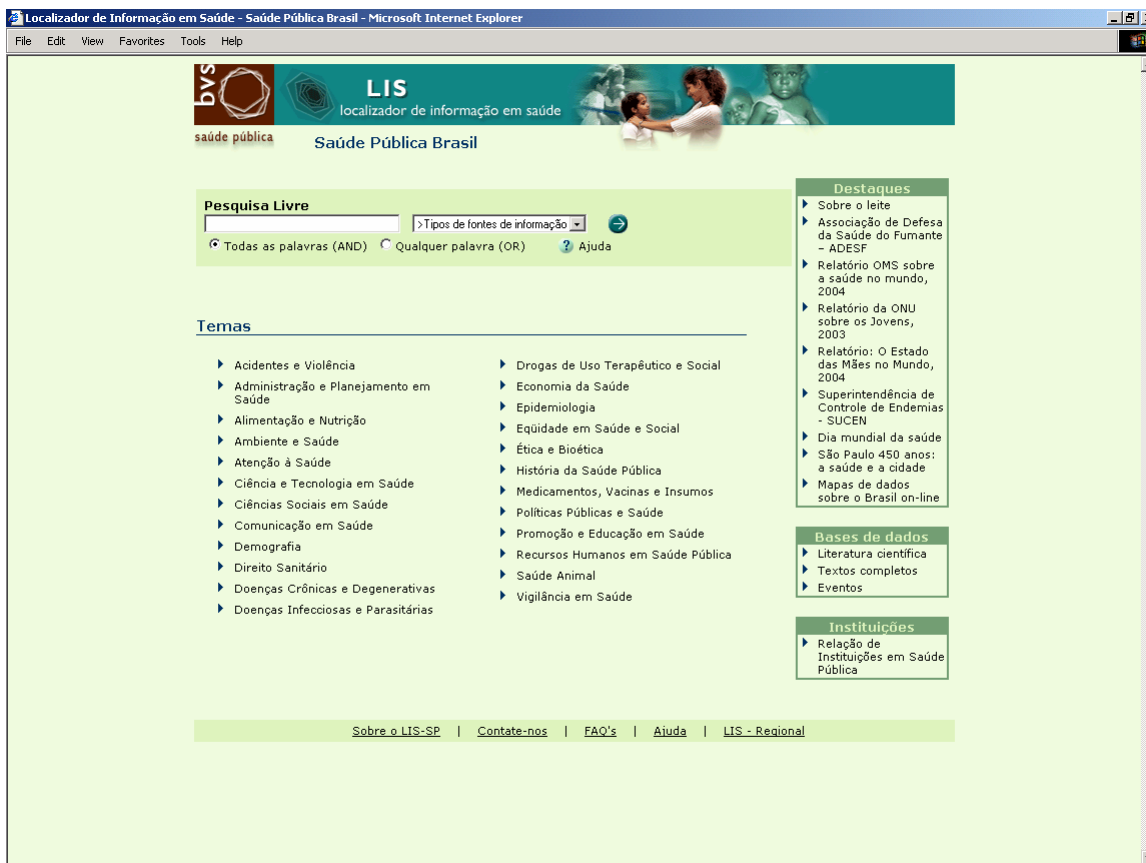 Localizador de Informação em Saúde - Saúde Pública Brasil - Microsoft Internet Explorer
File Edit View Favorites Tools Help
bvs
saúde pública
LIS
localizador de informação em saúde
Saúde Pública Brasil
Pesquisa Livre
>Tipos de fontes de informação
Todas as palavras (AND) Qualquer palavra (OR) ? Ajuda
Temas
Acidentes e Violência
Administração e Planejamento em
Saúde
Alimentação e Nutrição
Ambiente e Saúde
Atenção à Saúde
Ciência e Tecnologia em Saúde
Ciências Sociais em Saúde
Comunicação em Saúde
Demografia
Direito Sanitário
Doenças Crônicas e Degenerativas
Doenças Infecciosas e Parasitárias
Drogas de Uso Terapêutico e Social
Economia da Saúde
Epidemiologia
Eqüidade em Saúde e Social
Ética e Bioética
História da Saúde Pública
Medicamentos, Vacinas e Insumos
Políticas Públicas e Saúde
Promoção e Educação em Saúde
Recursos Humanos em Saúde Pública
Saúde Animal
Vigilância em Saúde
Destaques
Sobre o leite
Associação de Defesa
da Saúde do Fumante
– ADESF
Relatório OMS sobre
a saúde no mundo,
2004
Relatório da ONU
sobre os Jovens,
2003
Relatório: O Estado
das Mães no Mundo,
2004
Superintendência de
Controle de Endemias
- SUCEN
Dia mundial da saúde
São Paulo 450 anos:
a saúde e a cidade
Mapas de dados
sobre o Brasil on-line
Bases de dados
Literatura científica
Textos completos
Eventos
Instituições
Relação de
Instituições em Saúde
Pública
Sobre o LIS-SP | Contate-nos | FAQ's | Ajuda | LIS - Regional